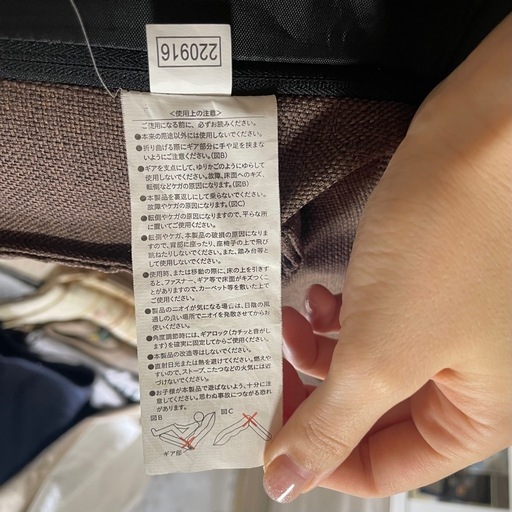 220916
<使用上の注意>
ご使用になる前に、必ずお読みください。
●本来の用途以外には使用しないでください。
●折り曲げる際にギア部分に手や足を挟まな
いようにご注意ください。(図B)
●ギアを支点にして、ゆりかごのようにゆらして
使用しないでください。故障、床面へのキズ、
転倒などケガの原因になります。(図B)
●本製品を裏返しにして乗らないでください。
故障やケガの原因になります。(図C)
●転倒やケガの原因になりますので、平らな所
に置いてご使用ください。
●転倒やケガ、本製品の破損の原因になりま
すので、背部に座ったり、座椅子の上で飛び
跳ねたりしないでください。また、踏み台等と
して使用しないでください。
●使用時、または移動の際に、床の上を引きず
ると、ファスナー、ギア等で床面がキズつくこ
とがありますので、カーペット等を敷いた上で
ご使用ください。
●製品のニオイが気になる場合は、日陰の風
通しの良い場所でニオイを発散させてからお
使いください。
●角度調節時には、ギアロック(カチッと音がし
ます)を確実に固定してからご使用ください。
●本製品の改造等はしないでください。
●直射日光または熱を避けてください。燃えや
すいので、ストーブ、こたつなどの火気には近
づけないでください。
●お子様が本製品で遊ばないよう、十分に注
意してください。思わぬ事故につながる恐れ
があります。
図B 図C
ギア部